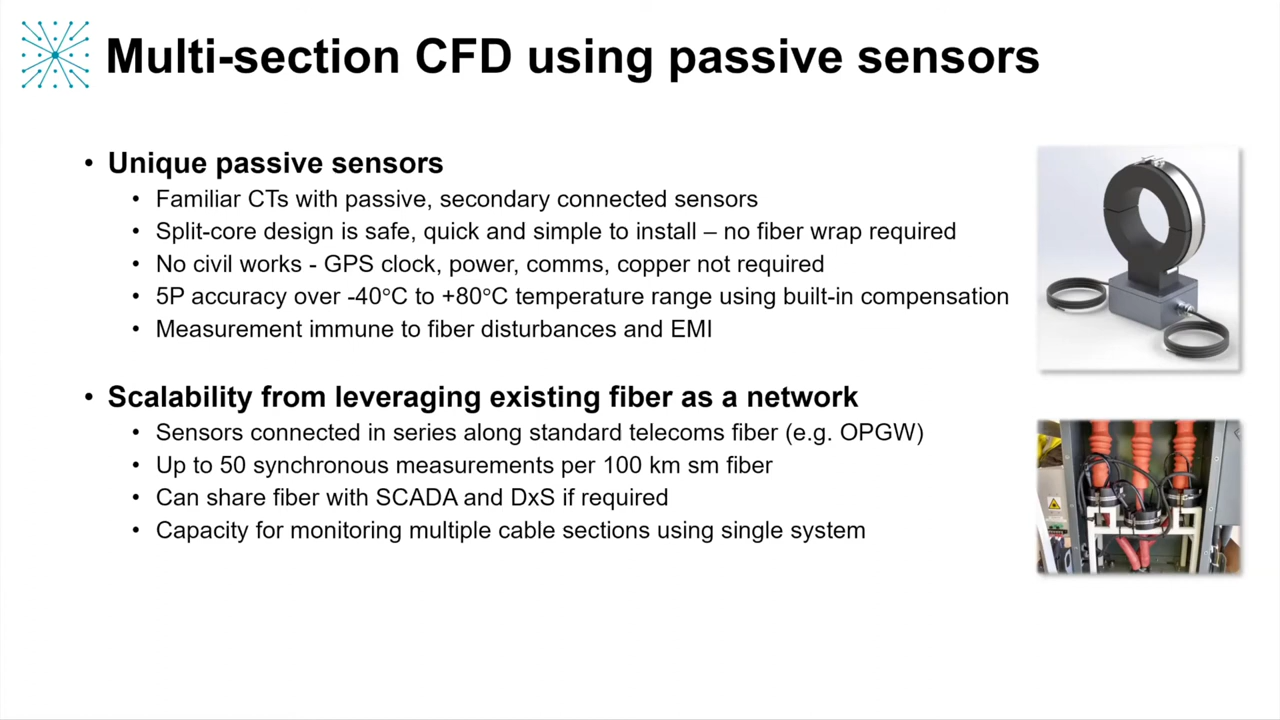 Multi-section CFD using passive sensors
• Unique passive sensors
• Familiar CTs with passive, secondary connected sensors
• Split-core design is safe, quick and simple to install – no fiber wrap required
• No civil works - GPS clock, power, comms, copper not required
• 5P accuracy over -40°C to +80°C temperature range using built-in compensation
• Measurement immune to fiber disturbances and EMI
• Scalability from leveraging existing fiber as a network
• Sensors connected in series along standard telecoms fiber (e.g. OPGW)
• Up to 50 synchronous measurements per 100 km sm fiber
• Can share fiber with SCADA and DxS if required
• Capacity for monitoring multiple cable sections using single system